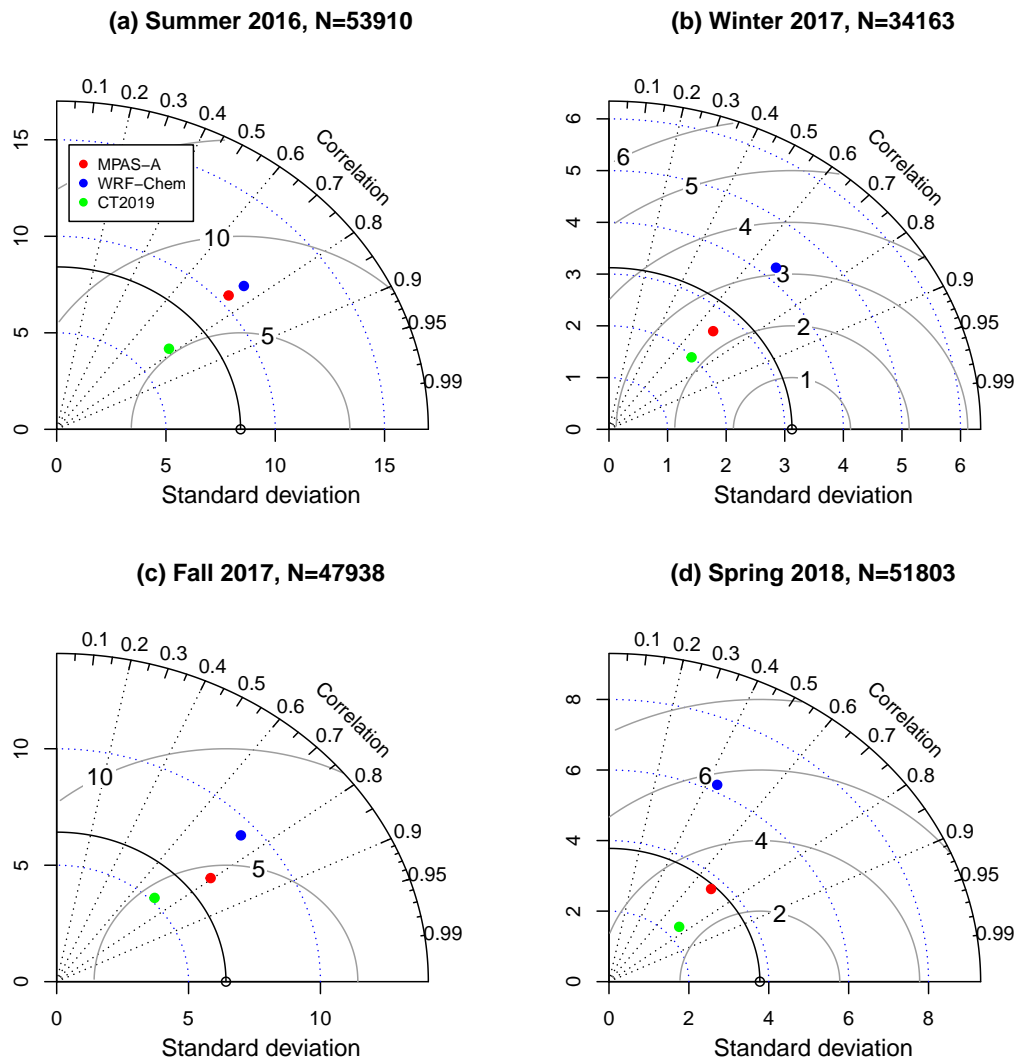 (a) Summer 2016, N=53910
0.1 0.2 0.3 0.4 0.5 0.6 0.7 0.8 0.9 0.95 0.99
Correlation
MPAS−A
WRF−Chem
CT2019
10
5
0 5 10 15
0 5 10 15
Standard deviation
(b) Winter 2017, N=34163
0.1 0.2 0.3 0.4 0.5 0.6 0.7 0.8 0.9 0.95 0.99
Correlation
6
5
4
3
2
1
0 1 2 3 4 5 6
0 1 2 3 4 5 6
Standard deviation
(c) Fall 2017, N=47938
0.1 0.2 0.3 0.4 0.5 0.6 0.7 0.8 0.9 0.95 0.99
Correlation
10
5
0 5 10
0 5 10
Standard deviation
(d) Spring 2018, N=51803
0.1 0.2 0.3 0.4 0.5 0.6 0.7 0.8 0.9 0.95 0.99
Correlation
6
4
2
0 2 4 6 8
0 2 4 6 8
Standard deviation